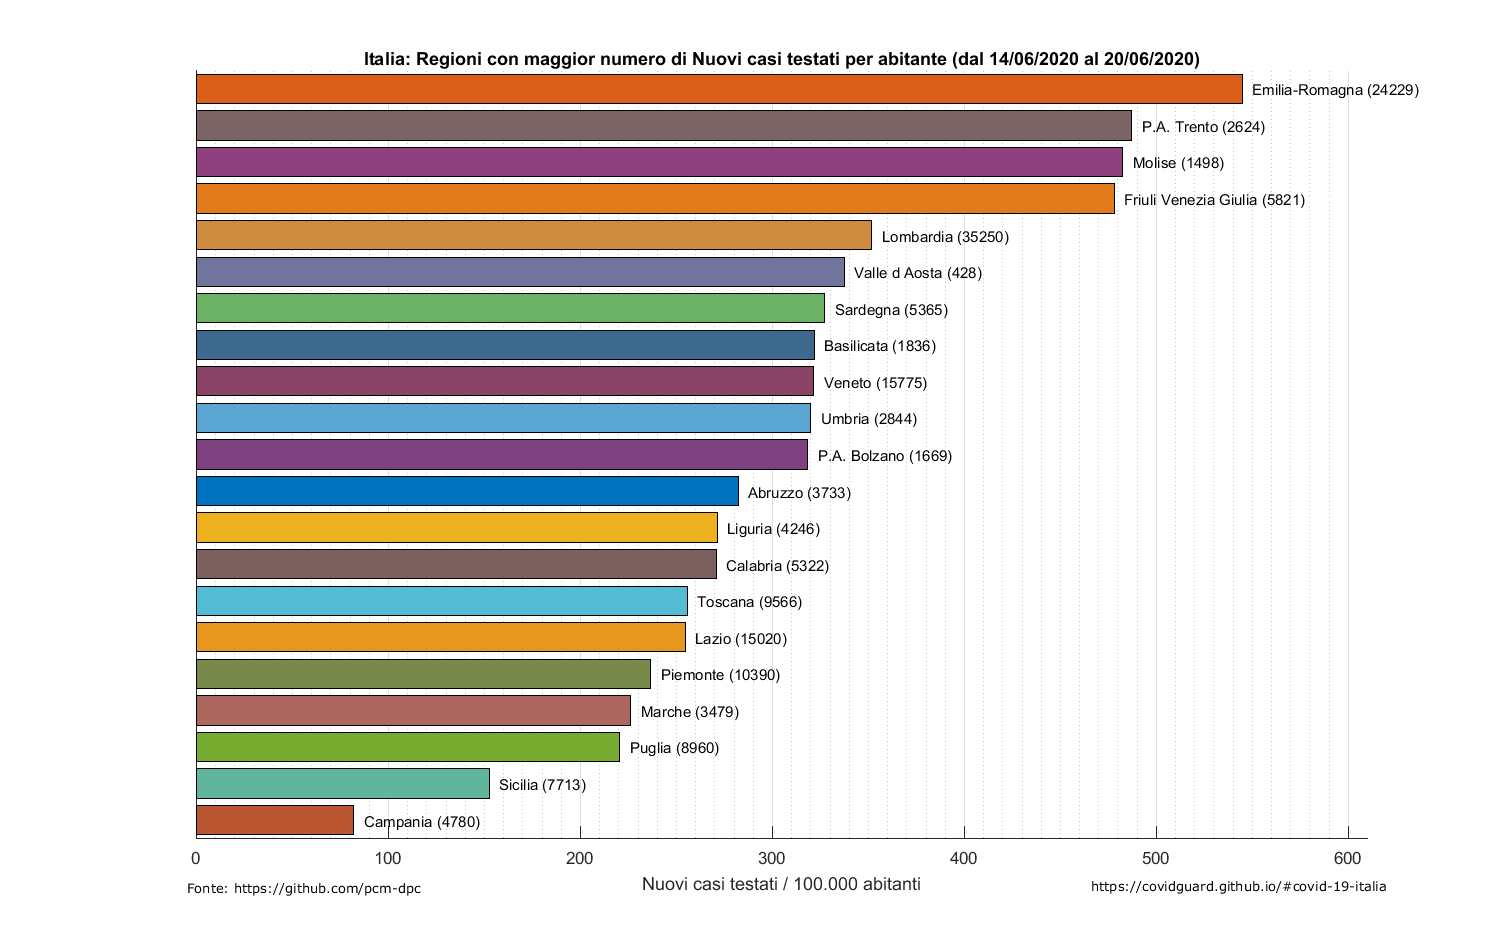 Italia: Regioni con maggior numero di Nuovi casi testati per abitante (dal 14/06/2020 al 20/06/2020)
Emilia-Romagna (24229)
P.A. Trento (2624)
Molise (1498)
Friuli Venezia Giulia (5821)
Lombardia (35250)
Valle d Aosta (428)
Sardegna (5365)
Basilicata (1836)
Veneto (15775)
Umbria (2844)
P.A. Bolzano (1669)
Abruzzo (3733)
Liguria (4246)
Calabria (5322)
Toscana (9566)
Lazio (15020)
Piemonte (10390)
Marche (3479)
Puglia (8960)
Sicilia (7713)
Campania (4780)
0 100 200 300 400 500 600
Nuovi casi testati / 100.000 abitanti
Fonte: https://github.com/pcm-dpc
https://covidguard.github.io/#covid-19-italia